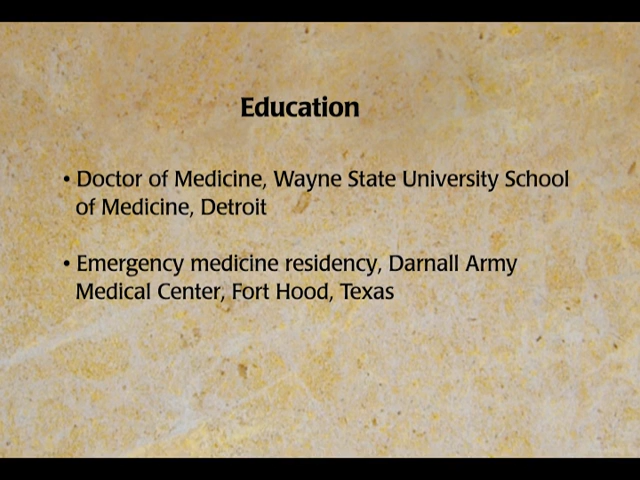 Education
• Doctor of Medicine, Wayne State University School
of Medicine, Detroit
• Emergency medicine residency, Darnall Army
Medical Center, Fort Hood, Texas